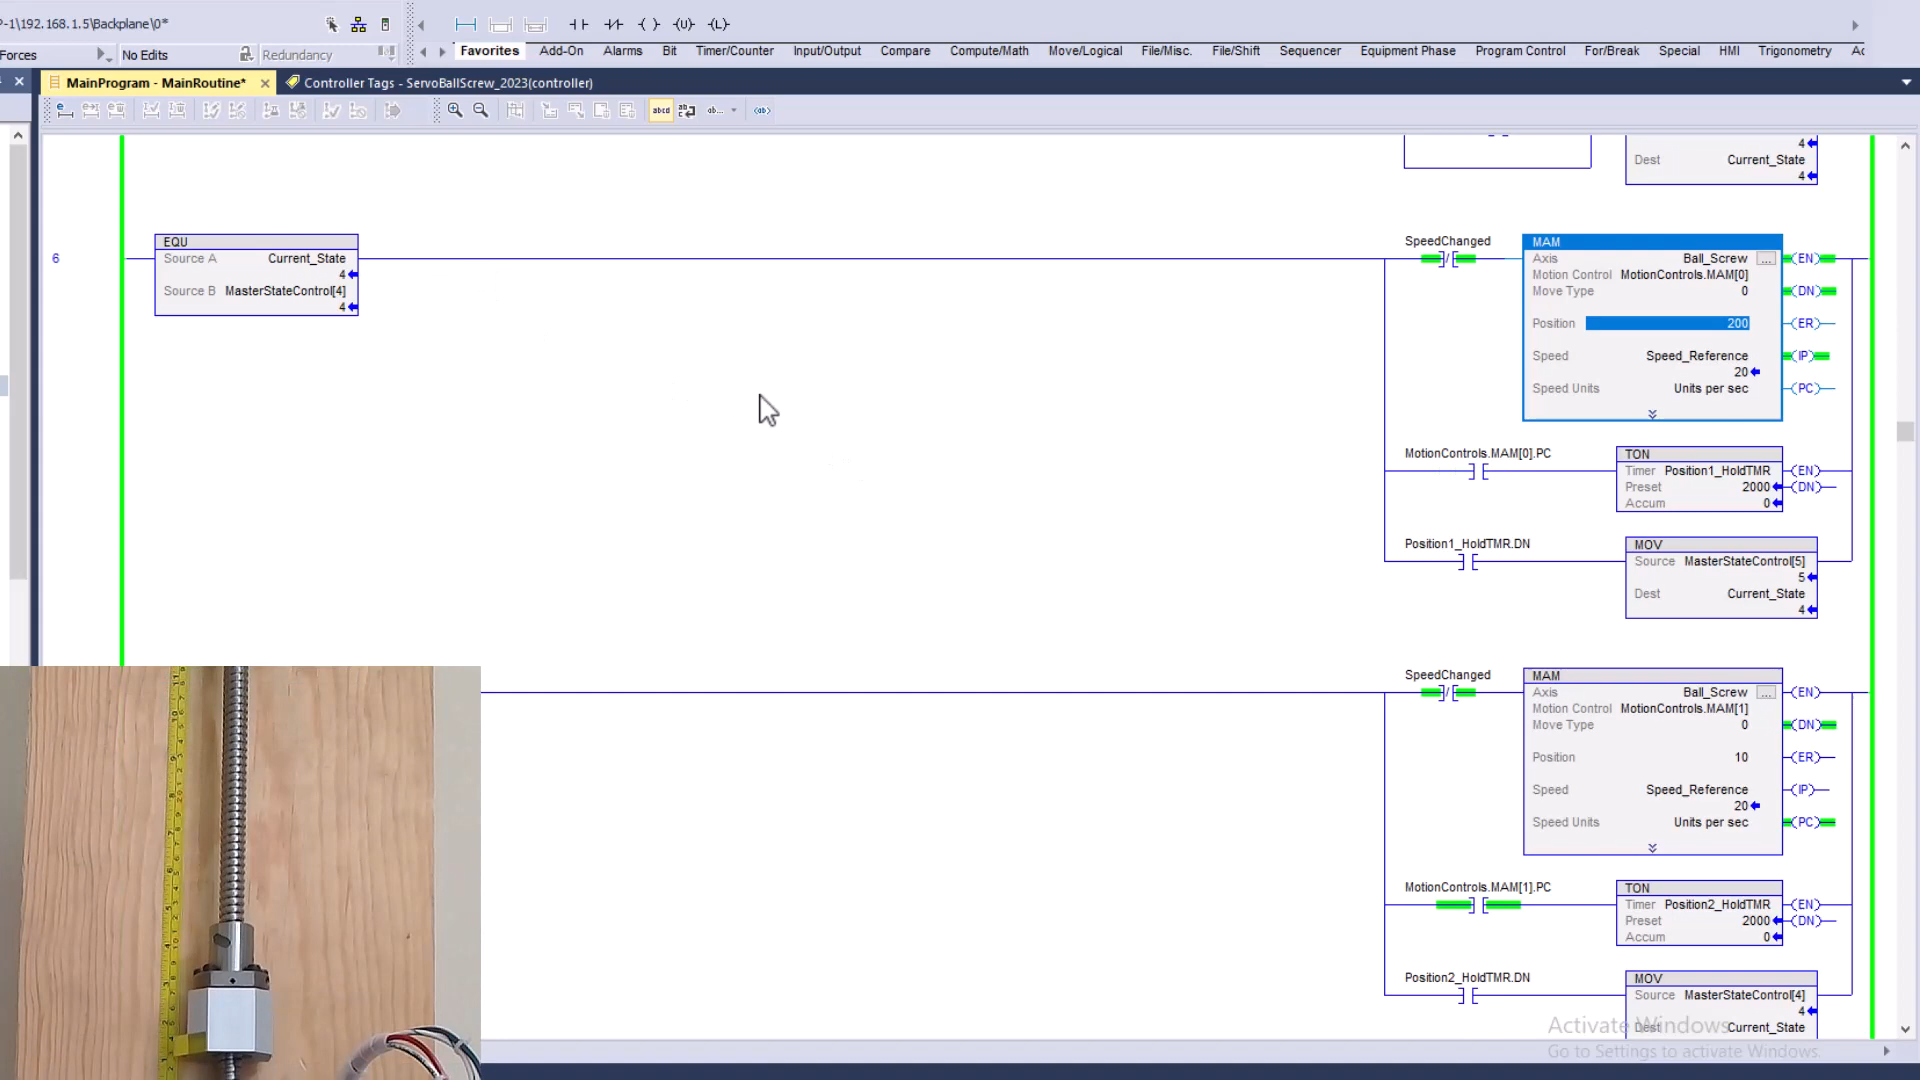 P-1\192.168.1.5\Backplane\0*
Forces No Edits Redundancy
Favorites Add-On Alarms Bit Timer/Counter Input/Output Compare Compute/Math Move/Logical File/Misc. File/Shift Sequencer Equipment Phase Program Control For/Break Special HMI Trigonometry
MainProgram - MainRoutine* Controller Tags - ServoBallScrew_2023(controller)
4
Dest Current_State
4
6
EQU
Source A Current_State
4
Source B MasterStateControl[4]
4
SpeedChanged
MAM
Axis Ball_Screw ... (EN)
Motion Control MotionControls.MAM[0]
Move Type 0 (DN)
Position 200 (ER)
Speed Speed_Reference (IP)
20
Speed Units Units per sec (PC)
MotionControls.MAM[0].PC
TON
Timer Position1_HoldTMR (EN)
Preset 2000 (DN)
Accum 0
Position1_HoldTMR.DN
MOV
Source MasterStateControl[5]
5
Dest Current_State
4
SpeedChanged
MAM
Axis Ball_Screw ... (EN)
Motion Control MotionControls.MAM[1]
Move Type 0 (DN)
Position 10 (ER)
Speed Speed_Reference (IP)
20
Speed Units Units per sec (PC)
MotionControls.MAM[1].PC
TON
Timer Position2_HoldTMR (EN)
Preset 2000 (DN)
Accum 0
Position2_HoldTMR.DN
MOV
Source MasterStateControl[4]
4
Dest Current_State
Activate Windows
Go to Settings to activate Windows.